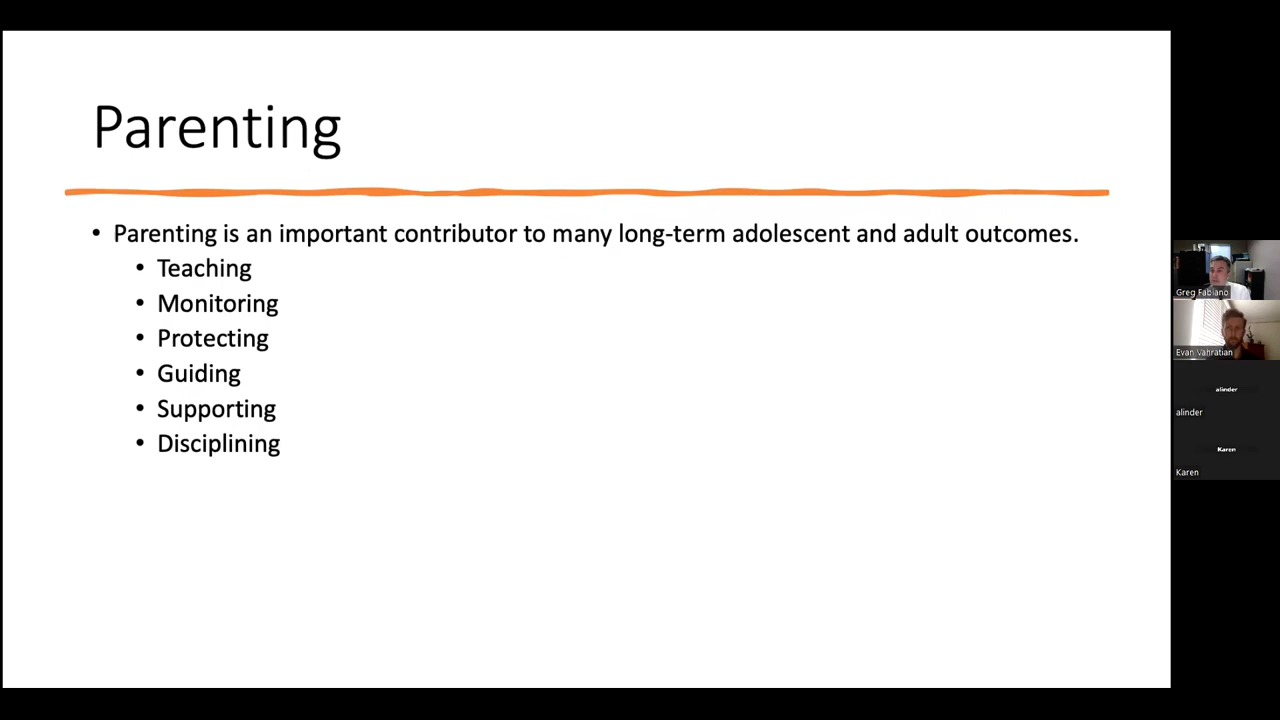 Parenting
• Parenting is an important contributor to many long-term adolescent and adult outcomes.
• Teaching
• Monitoring
• Protecting
• Guiding
• Supporting
• Disciplining
Greg Fabiano
Evan Vahratian
alinder
alinder
Karen
Karen